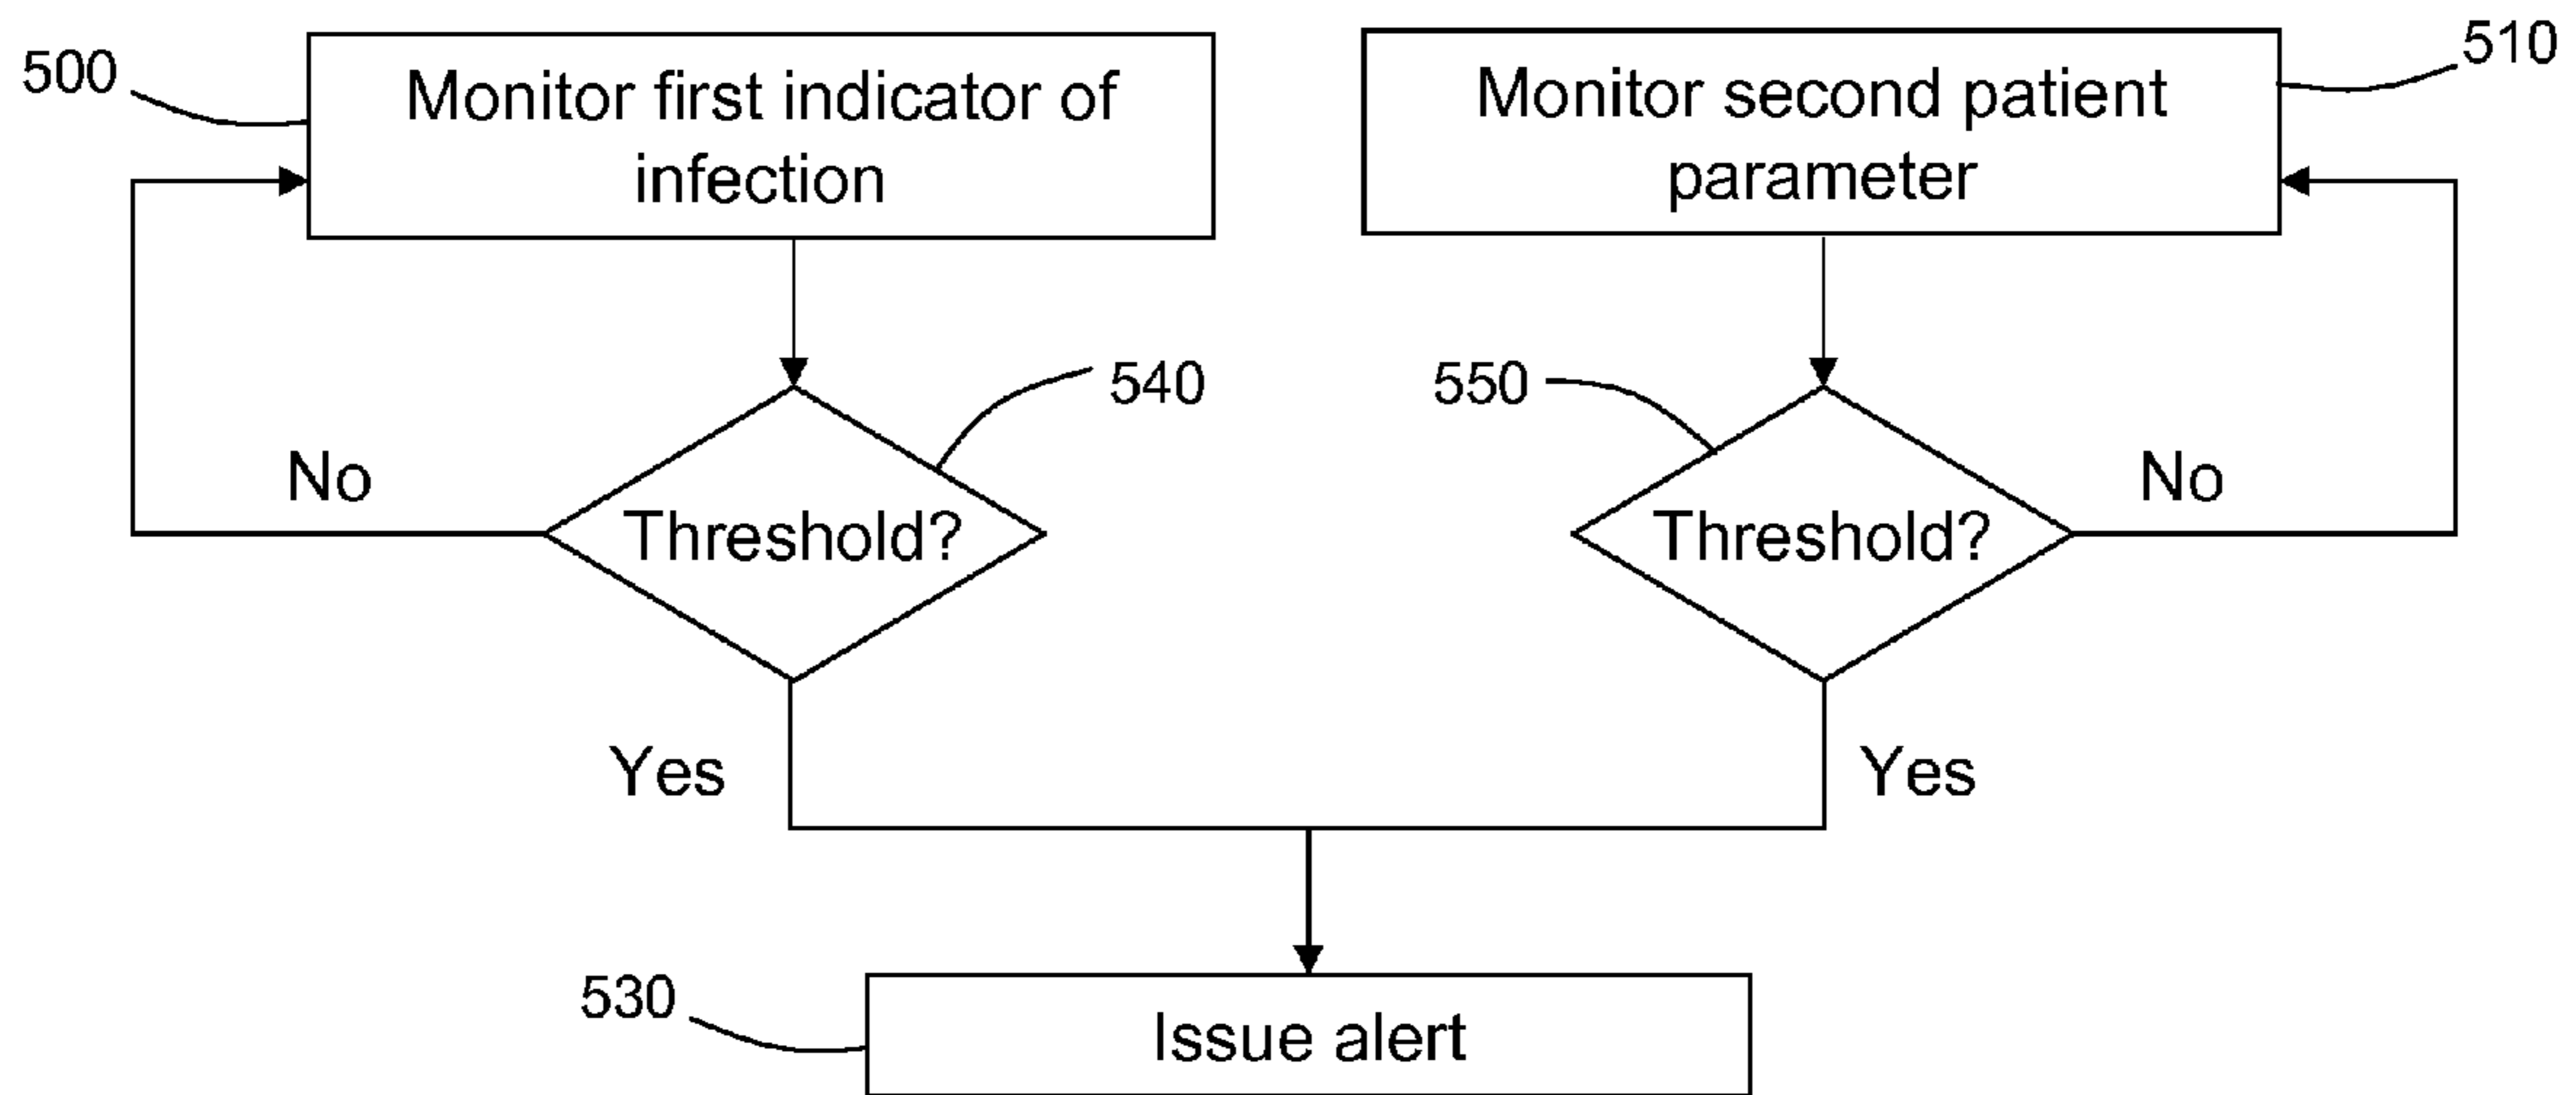 500
Monitor first indicator of
infection
Monitor second patient
parameter
510
540
550
No
Threshold?
Threshold?
No
Yes
Yes
530
Issue alert